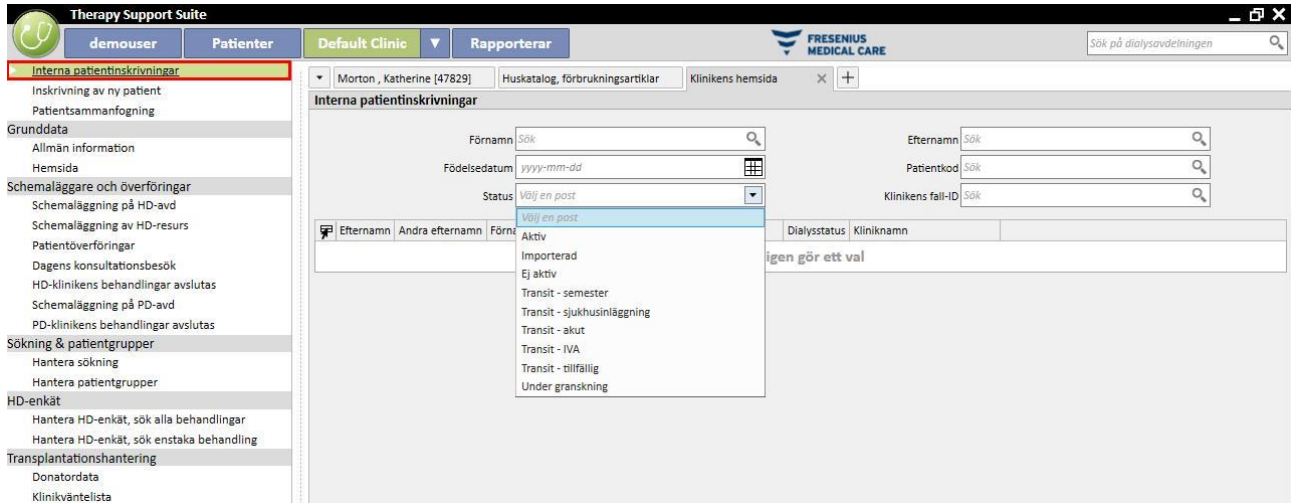 Therapy Support Suite
demouser Patienter Default Clinic Rapporterar FRESENIUS MEDICAL CARE Sök på dialysavdelningen
Interna patientinskrivningar
Inskrivning av ny patient
Patientsammanfogning
Grunddata
Allmän information
Hemsida
Schemaläggare och överföringar
Schemaläggning på HD-avd
Schemaläggning av HD-resurs
Patientöverföringar
Dagens konsultationsbesök
HD-klinikens behandlingar avslutas
Schemaläggning på PD-avd
PD-klinikens behandlingar avslutas
Sökning & patientgrupper
Hantera sökning
Hantera patientgrupper
HD-enkät
Hantera HD-enkät, sök alla behandlingar
Hantera HD-enkät, sök enstaka behandling
Transplantationshantering
Donatordata
Klinikväntelista
Morton , Katherine [47829] Huskatalog, förbrukningsartiklar Klinikens hemsida
Interna patientinskrivningar
Förnamn Sök Efternamn Sök
Födelsedatum yyyy-mm-dd Patientkod Sök
Status Välj en post Klinikens fall-ID Sök
Efternamn Andra efternamn Dialysstatus Kliniknamn
gör ett val
Välj en post
Aktiv
Importerad
Ej aktiv
Transit - semester
Transit - sjukhusinläggning
Transit - akut
Transit - IVA
Transit - tillfällig
Under granskning